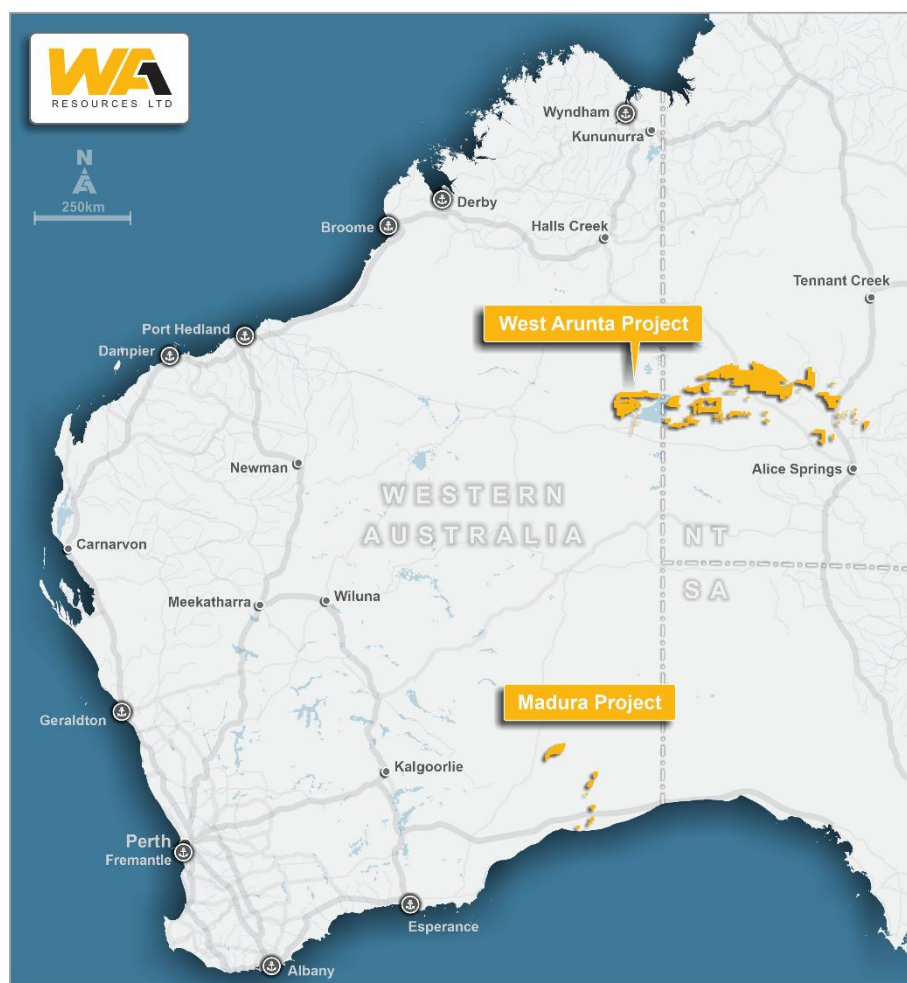 WA1
RESOURCES LTD
N
250km
Wyndham
Kununurra
Derby
Broome
Halls Creek
Tennant Creek
West Arunta Project
Port Hedland
Dampier
Newman
Alice Springs
WESTERN
AUSTRALIA
NT
SA
Carnarvon
Meekatharra
Wiluna
Madura Project
Geraldton
Kalgoorlie
Perth
Fremantle
Esperance
Albany